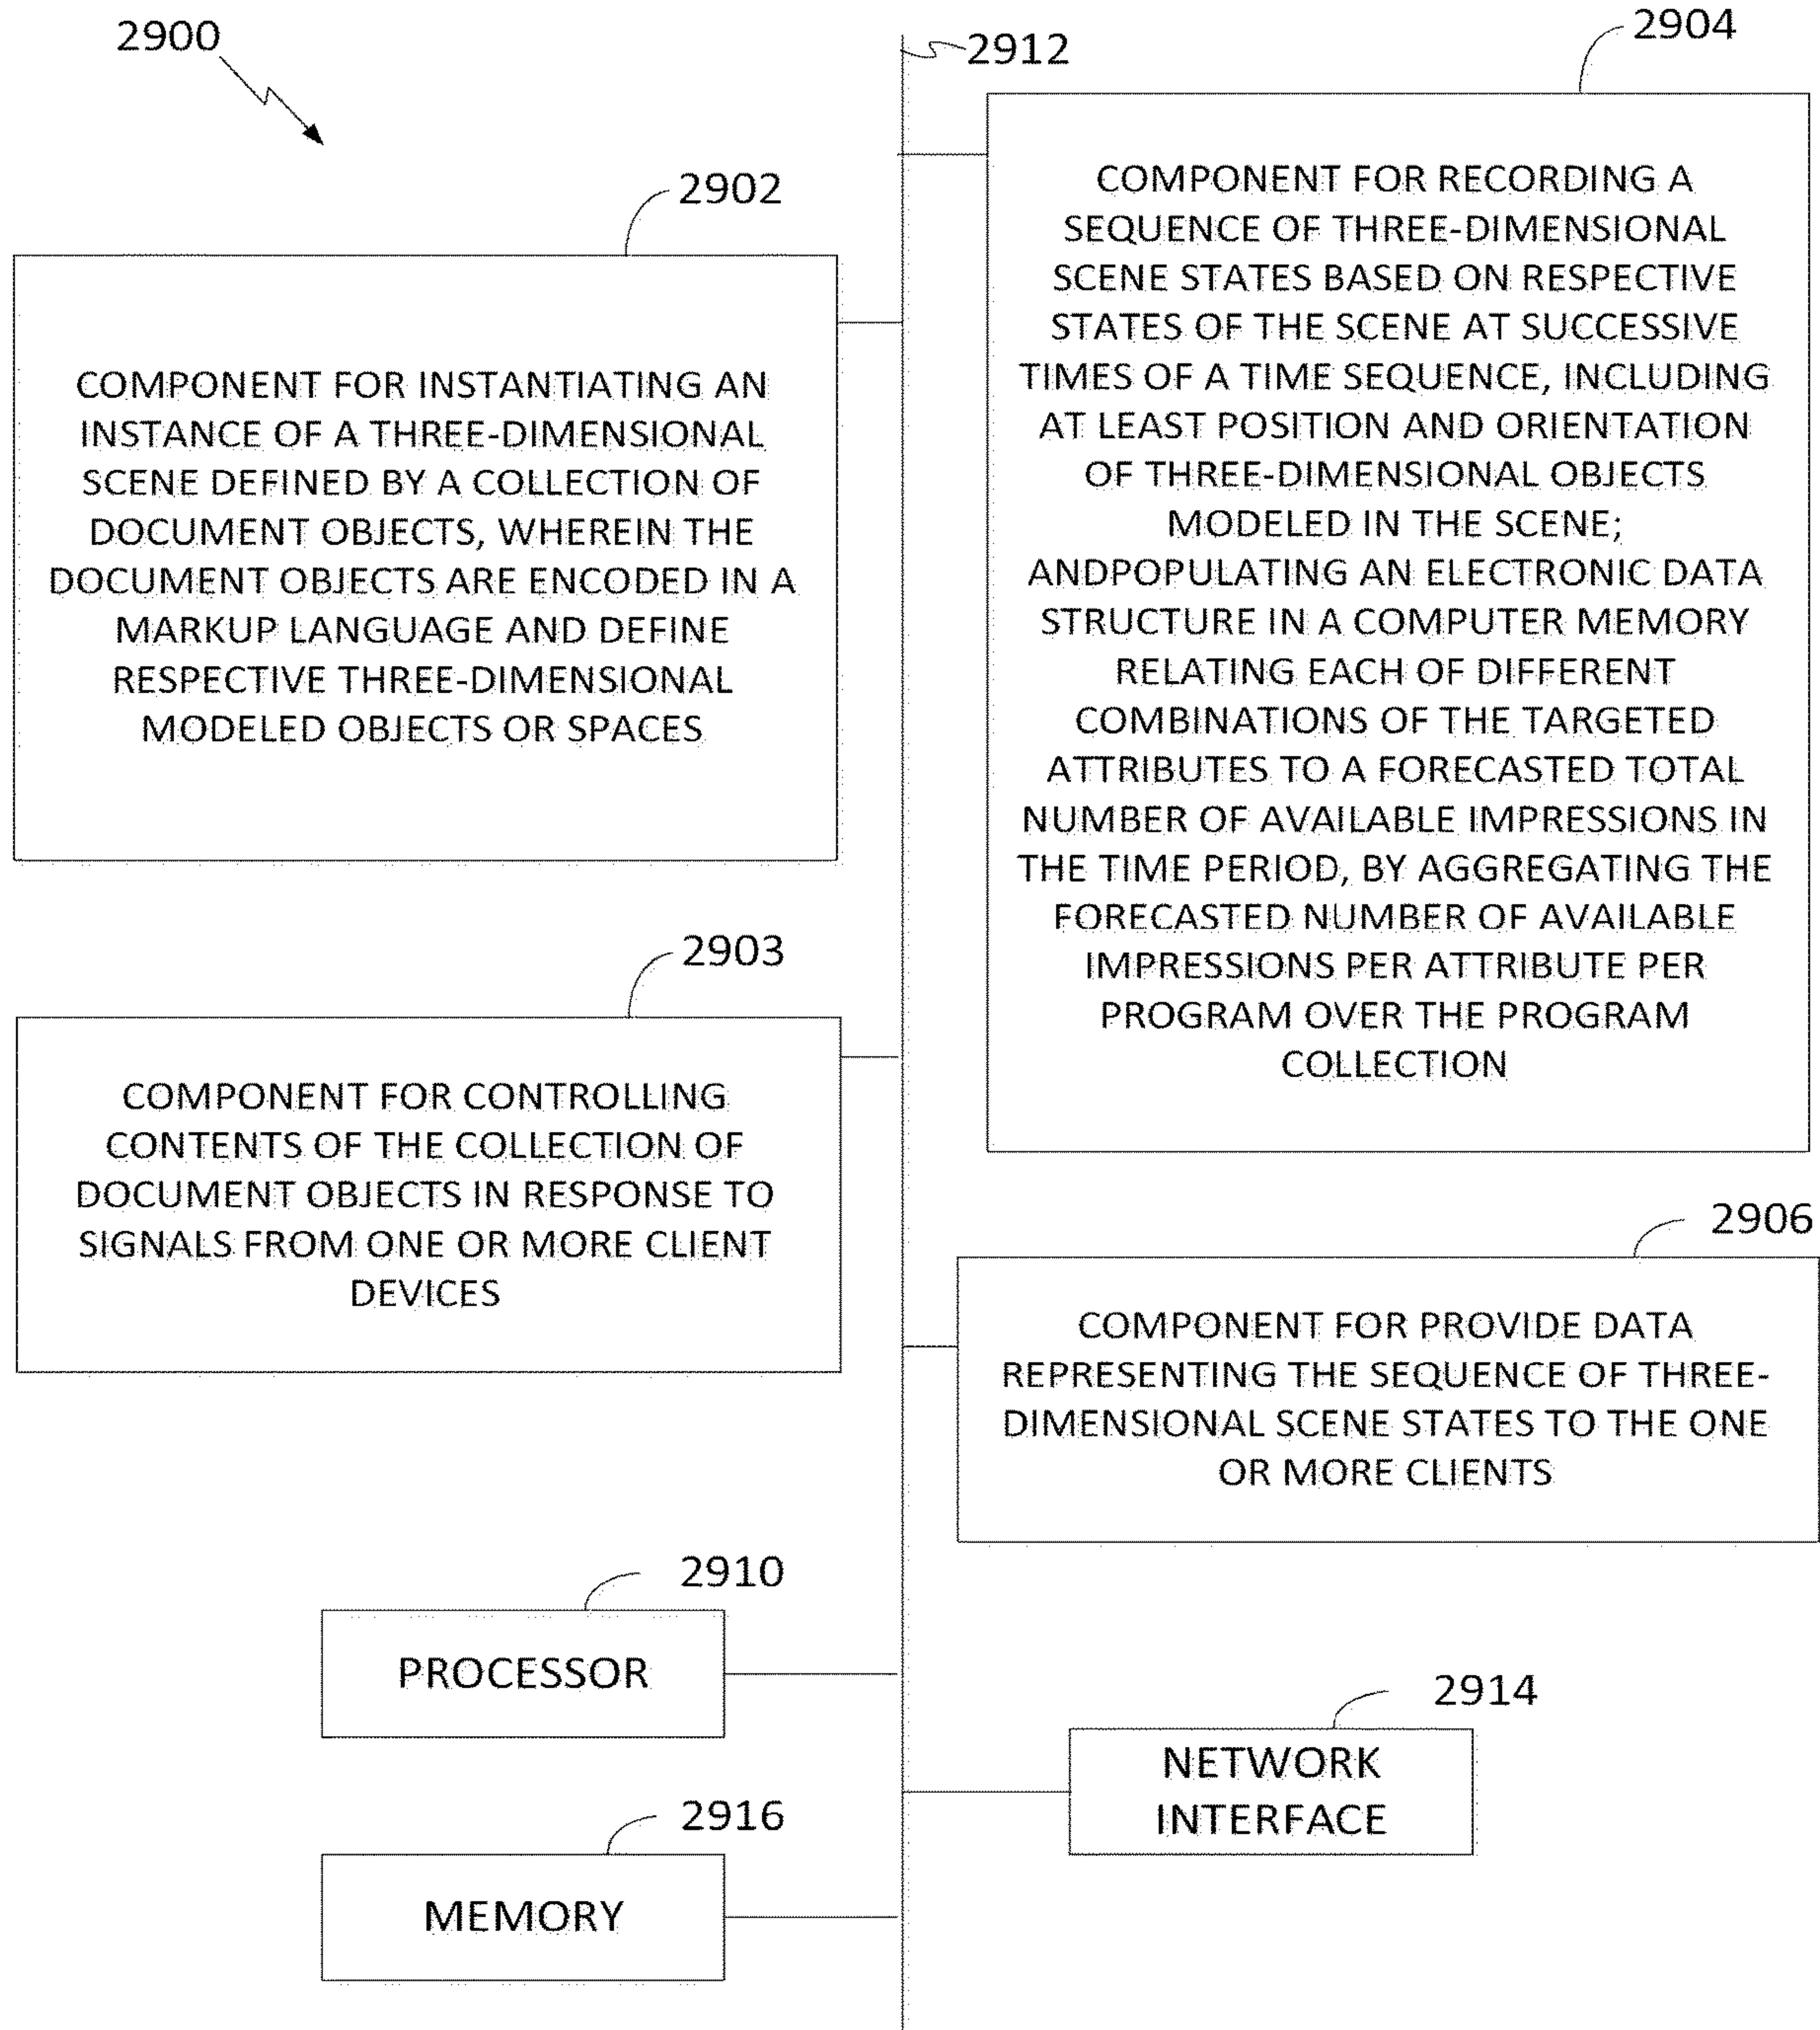 2900
2912
2904
2902
COMPONENT FOR INSTANTIATING AN
INSTANCE OF A THREE-DIMENSIONAL
SCENE DEFINED BY A COLLECTION OF
DOCUMENT OBJECTS, WHEREIN THE
DOCUMENT OBJECTS ARE ENCODED IN A
MARKUP LANGUAGE AND DEFINE
RESPECTIVE THREE-DIMENSIONAL
MODELED OBJECTS OR SPACES
COMPONENT FOR RECORDING A
SEQUENCE OF THREE-DIMENSIONAL
SCENE STATES BASED ON RESPECTIVE
STATES OF THE SCENE AT SUCCESSIVE
TIMES OF A TIME SEQUENCE, INCLUDING
AT LEAST POSITION AND ORIENTATION
OF THREE-DIMENSIONAL OBJECTS
MODELED IN THE SCENE;
ANDPOPULATING AN ELECTRONIC DATA
STRUCTURE IN A COMPUTER MEMORY
RELATING EACH OF DIFFERENT
COMBINATIONS OF THE TARGETED
ATTRIBUTES TO A FORECASTED TOTAL
NUMBER OF AVAILABLE IMPRESSIONS IN
THE TIME PERIOD, BY AGGREGATING THE
FORECASTED NUMBER OF AVAILABLE
IMPRESSIONS PER ATTRIBUTE PER
PROGRAM OVER THE PROGRAM
COLLECTION
2903
COMPONENT FOR CONTROLLING
CONTENTS OF THE COLLECTION OF
DOCUMENT OBJECTS IN RESPONSE TO
SIGNALS FROM ONE OR MORE CLIENT
DEVICES
2906
COMPONENT FOR PROVIDE DATA
REPRESENTING THE SEQUENCE OF THREE-
DIMENSIONAL SCENE STATES TO THE ONE
OR MORE CLIENTS
2910
PROCESSOR
2914
NETWORK
INTERFACE
2916
MEMORY